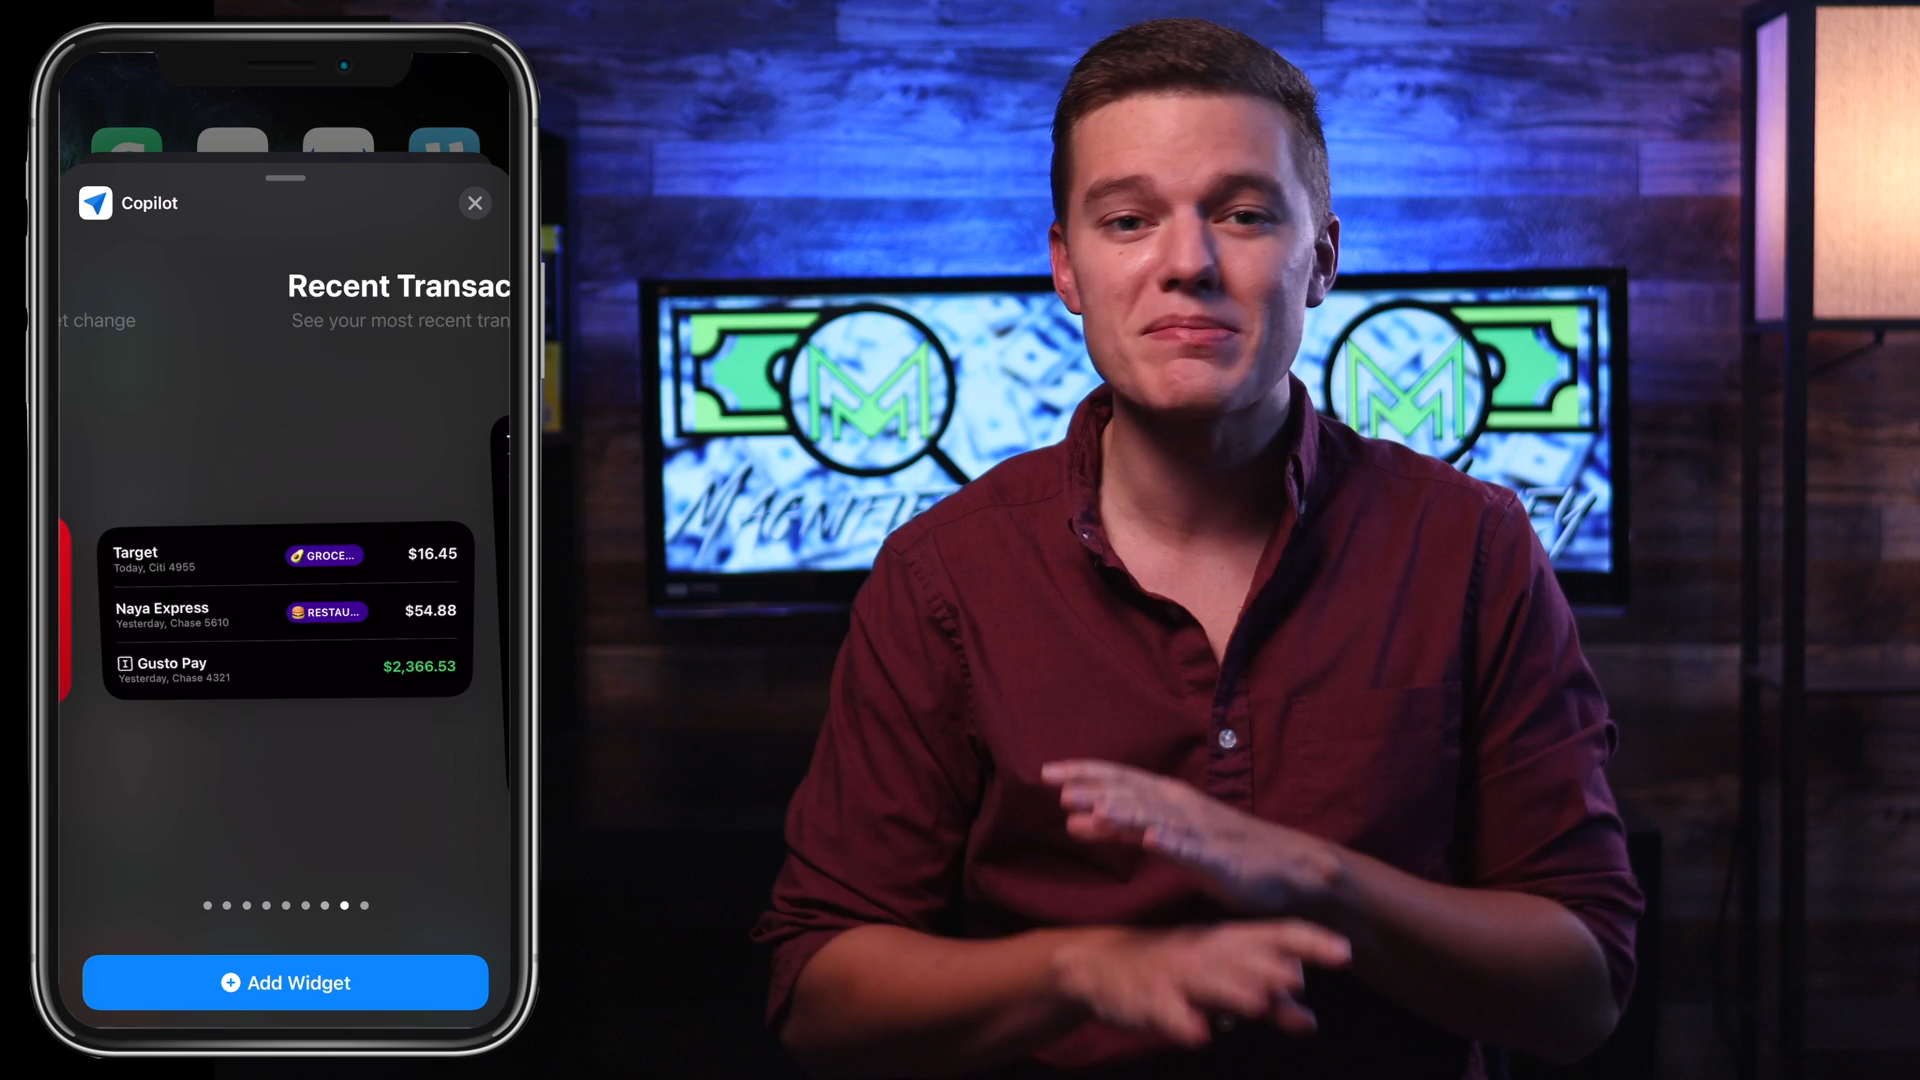 Copilot
Recent Transac
et change
See your most recent tran
Target
GROCE...
$16.45
Today, Citi 4955
Naya Express
RESTAU...
$54.88
Yesterday, Chase 5610
Gusto Pay
$2,366.53
Yesterday, Chase 4321
Add Widget